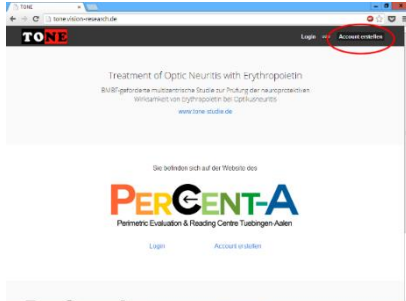 TONE
tone.vision-research.de
TONE
Login
Account erstellen
Treatment of Optic Neuritis with Erythropoietin
BMBF-geförderte multizentrische Studie zur Prüfung der neuroprotektiven
Wirksamkeit von Erythropoietin bei Optikusneuritis
www.tone-studie.de
Sie befinden sich auf der Website des
PERCENT-A
Perimetric Evaluation & Reading Centre Tuebingen-Aalen
Login
Account erstellen